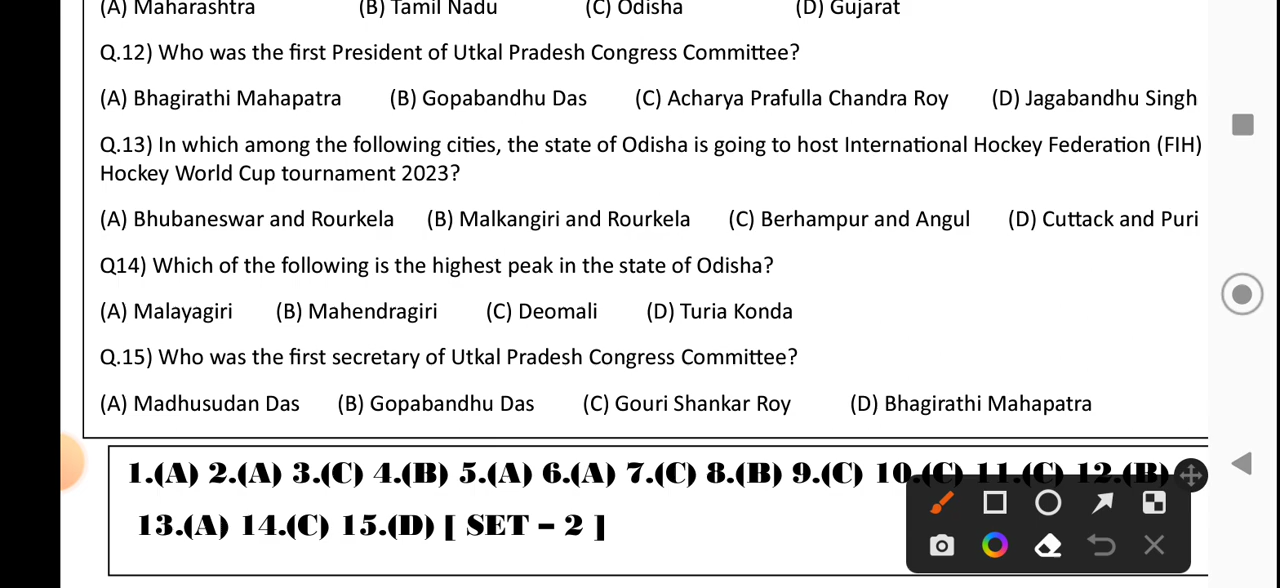 (A) Maharashtra (B) Tamil Nadu (C) Odisha (D) Gujarat
Q.12) Who was the first President of Utkal Pradesh Congress Committee?
(A) Bhagirathi Mahapatra (B) Gopabandhu Das (C) Acharya Prafulla Chandra Roy (D) Jagabandhu Singh
Q.13) In which among the following cities, the state of Odisha is going to host International Hockey Federation (FIH)
Hockey World Cup tournament 2023?
(A) Bhubaneswar and Rourkela (B) Malkangiri and Rourkela (C) Berhampur and Angul (D) Cuttack and Puri
Q14) Which of the following is the highest peak in the state of Odisha?
(A) Malayagiri (B) Mahendragiri (C) Deomali (D) Turia Konda
Q.15) Who was the first secretary of Utkal Pradesh Congress Committee?
(A) Madhusudan Das (B) Gopabandhu Das (C) Gouri Shankar Roy (D) Bhagirathi Mahapatra
1.(A) 2.(A) 3.(C) 4.(B) 5.(A) 6.(A) 7.(C) 8.(B) 9.(C) 10.(C) 11.(C) 12.(B)
13.(A) 14.(C) 15.(D) [ SET – 2 ]